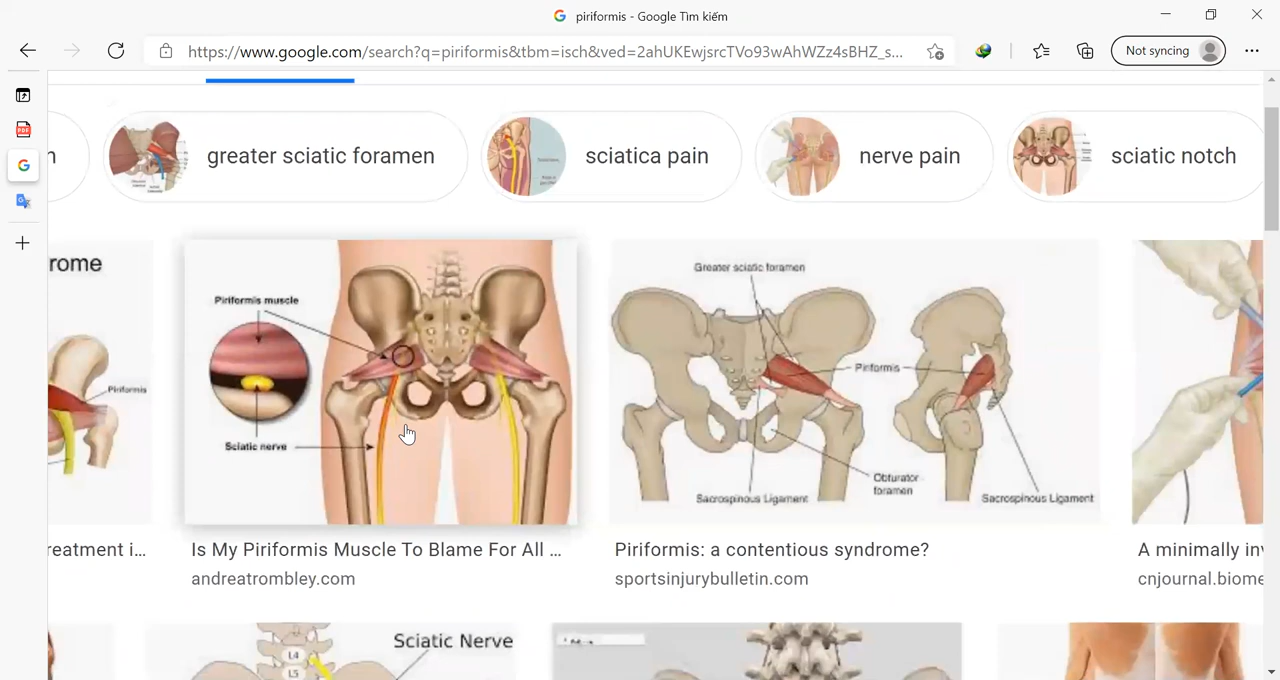 piriformis - Google Tìm kiếm
https://www.google.com/search?q=piriformis&tbm=isch&ved=2ahUKEwjsrcTVo93wAhWZz4sBHZ_s...
Not syncing
PDF
n
greater sciatic foramen
sciatica pain
nerve pain
sciatic notch
rome
Piriformis
Piriformis muscle
Sciatic nerve
Greater sciatic foramen
Piriformis
Obturator
foramen
Sacrospinous Ligament
Sacrospinous Ligament
reatment i...
Is My Piriformis Muscle To Blame For All ...
Piriformis: a contentious syndrome?
A minimally inv
andreatrombley.com
sportsinjurybulletin.com
cnjournal.biome
Sciatic Nerve
L4
L5